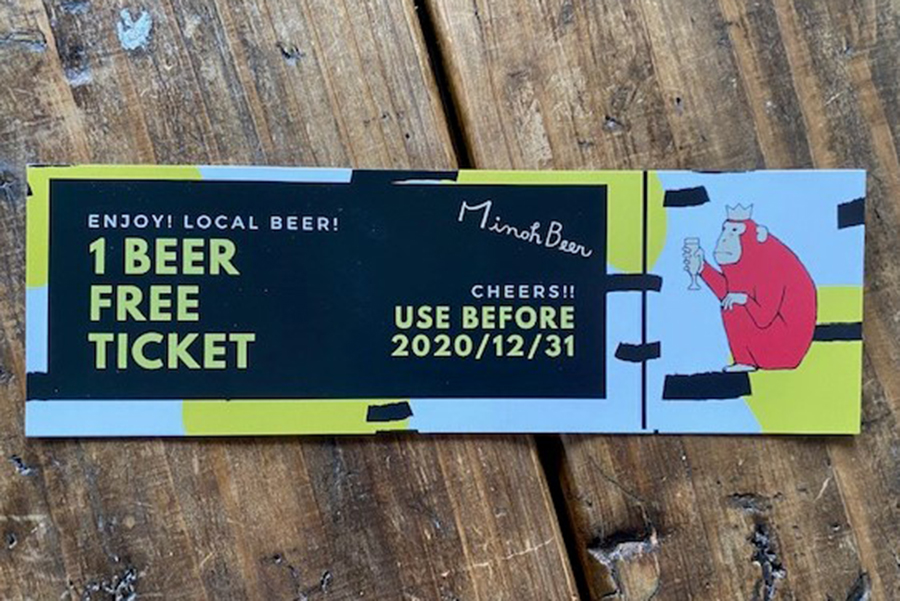 ENJOY! LOCAL BEER!
1 BEER
FREE
TICKET
Minoh Beer
CHEERS!!
USE BEFORE
2020/12/31